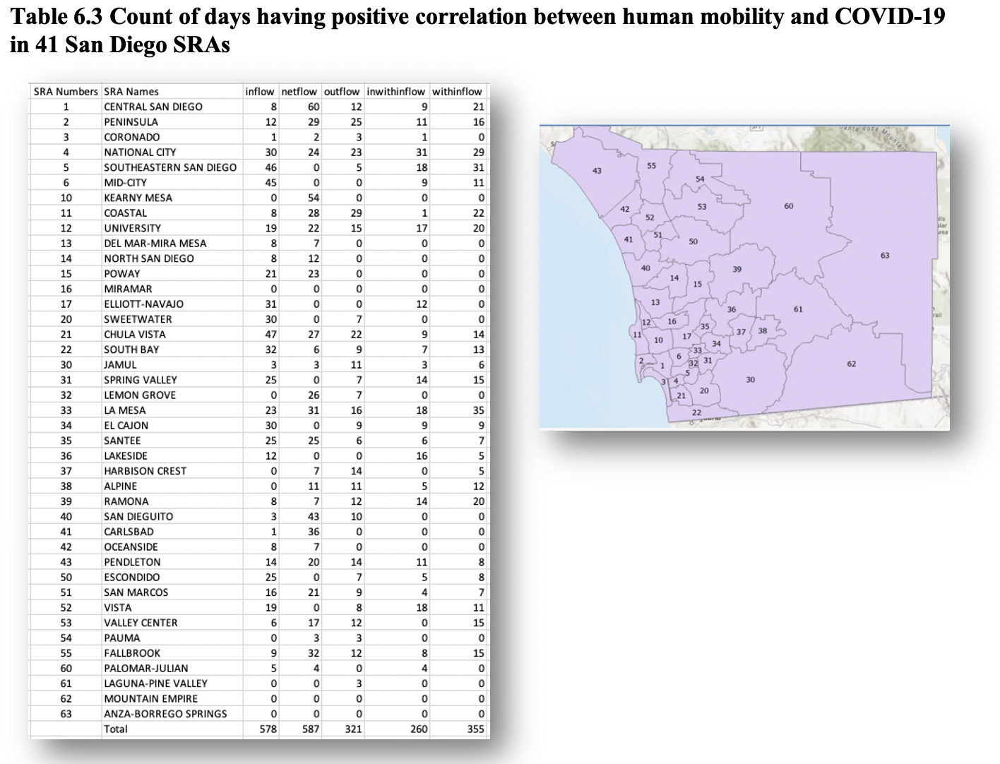 Table 6.3 Count of days having positive correlation between human mobility and COVID-19
in 41 San Diego SRAs
SRA Numbers SRA Names inflow netflow outflow inwithinflow withinflow
1 CENTRAL SAN DIEGO 8 60 12 9 21
2 PENINSULA 12 29 25 11 16
3 CORONADO 1 2 3 1 0
4 NATIONAL CITY 30 24 23 31 29
5 SOUTHEASTERN SAN DIEGO 46 0 5 18 31
6 MID-CITY 45 0 0 9 11
10 KEARNY MESA 0 54 0 0 0
11 COASTAL 8 28 29 1 22
12 UNIVERSITY 19 22 15 17 20
13 DEL MAR-MIRA MESA 8 7 0 0 0
14 NORTH SAN DIEGO 8 12 0 0 0
15 POWAY 21 23 0 0 0
16 MIRAMAR 0 0 0 0 0
17 ELLIOTT-NAVAJO 31 0 0 12 0
20 SWEETWATER 30 0 7 0 0
21 CHULA VISTA 47 27 22 9 14
22 SOUTH BAY 32 6 9 7 13
30 JAMUL 3 3 11 3 6
31 SPRING VALLEY 25 0 7 14 15
32 LEMON GROVE 0 26 7 0 0
33 LA MESA 23 31 16 18 35
34 EL CAJON 30 0 9 9 9
35 SANTEE 25 25 6 6 7
36 LAKESIDE 12 0 0 16 5
37 HARBISON CREST 0 7 14 0 5
38 ALPINE 0 11 11 5 12
39 RAMONA 8 7 12 14 20
40 SAN DIEGUITO 3 43 10 0 0
41 CARLSBAD 1 36 0 0 0
42 OCEANSIDE 8 7 0 0 0
43 PENDLETON 14 20 14 11 8
50 ESCONDIDO 25 0 7 5 8
51 SAN MARCOS 16 21 9 4 7
52 VISTA 19 0 8 18 11
53 VALLEY CENTER 6 17 12 0 15
54 PAUMA 0 3 3 0 0
55 FALLBROOK 9 32 12 8 15
60 PALOMAR-JULIAN 5 4 0 4 0
61 LAGUNA-PINE VALLEY 0 0 3 0 0
62 MOUNTAIN EMPIRE 0 0 0 0 0
63 ANZA-BORREGO SPRINGS 0 0 0 0 0
Total 578 587 321 260 355
Santa Rosa Mountain
43
55
54
42
52
53
60
41
51
50
63
40
14
15
39
13
36
61
12
16
35
11
10
17
37
38
34
33
2
1
6
32
31
62
5
3
4
30
21
20
22